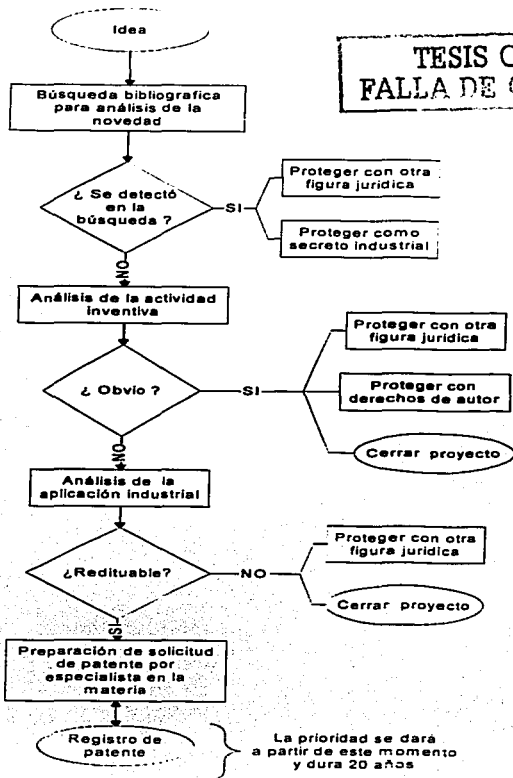 Idea
TESIS C
FALLA DE
Búsqueda bibliografica
para análisis de la
novedad
¿ Se detectó
en la
búsqueda ?
SI
Proteger con otra
figura jurídica
Proteger como
secreto industrial
NO
Análisis de la actividad
inventiva
¿ Obvio ?
SI
Proteger con otra
figura jurídica
Proteger con
derechos de autor
Cerrar proyecto
NO
Análisis de la
aplicación industrial
¿Redituable?
NO
Proteger con otra
figura jurídica
Cerrar proyecto
SI
Preparación de solicitud
de patente por
especialista en la
materia
Registro de
patente
La prioridad se dará
a partir de este momento
y dura 20 años